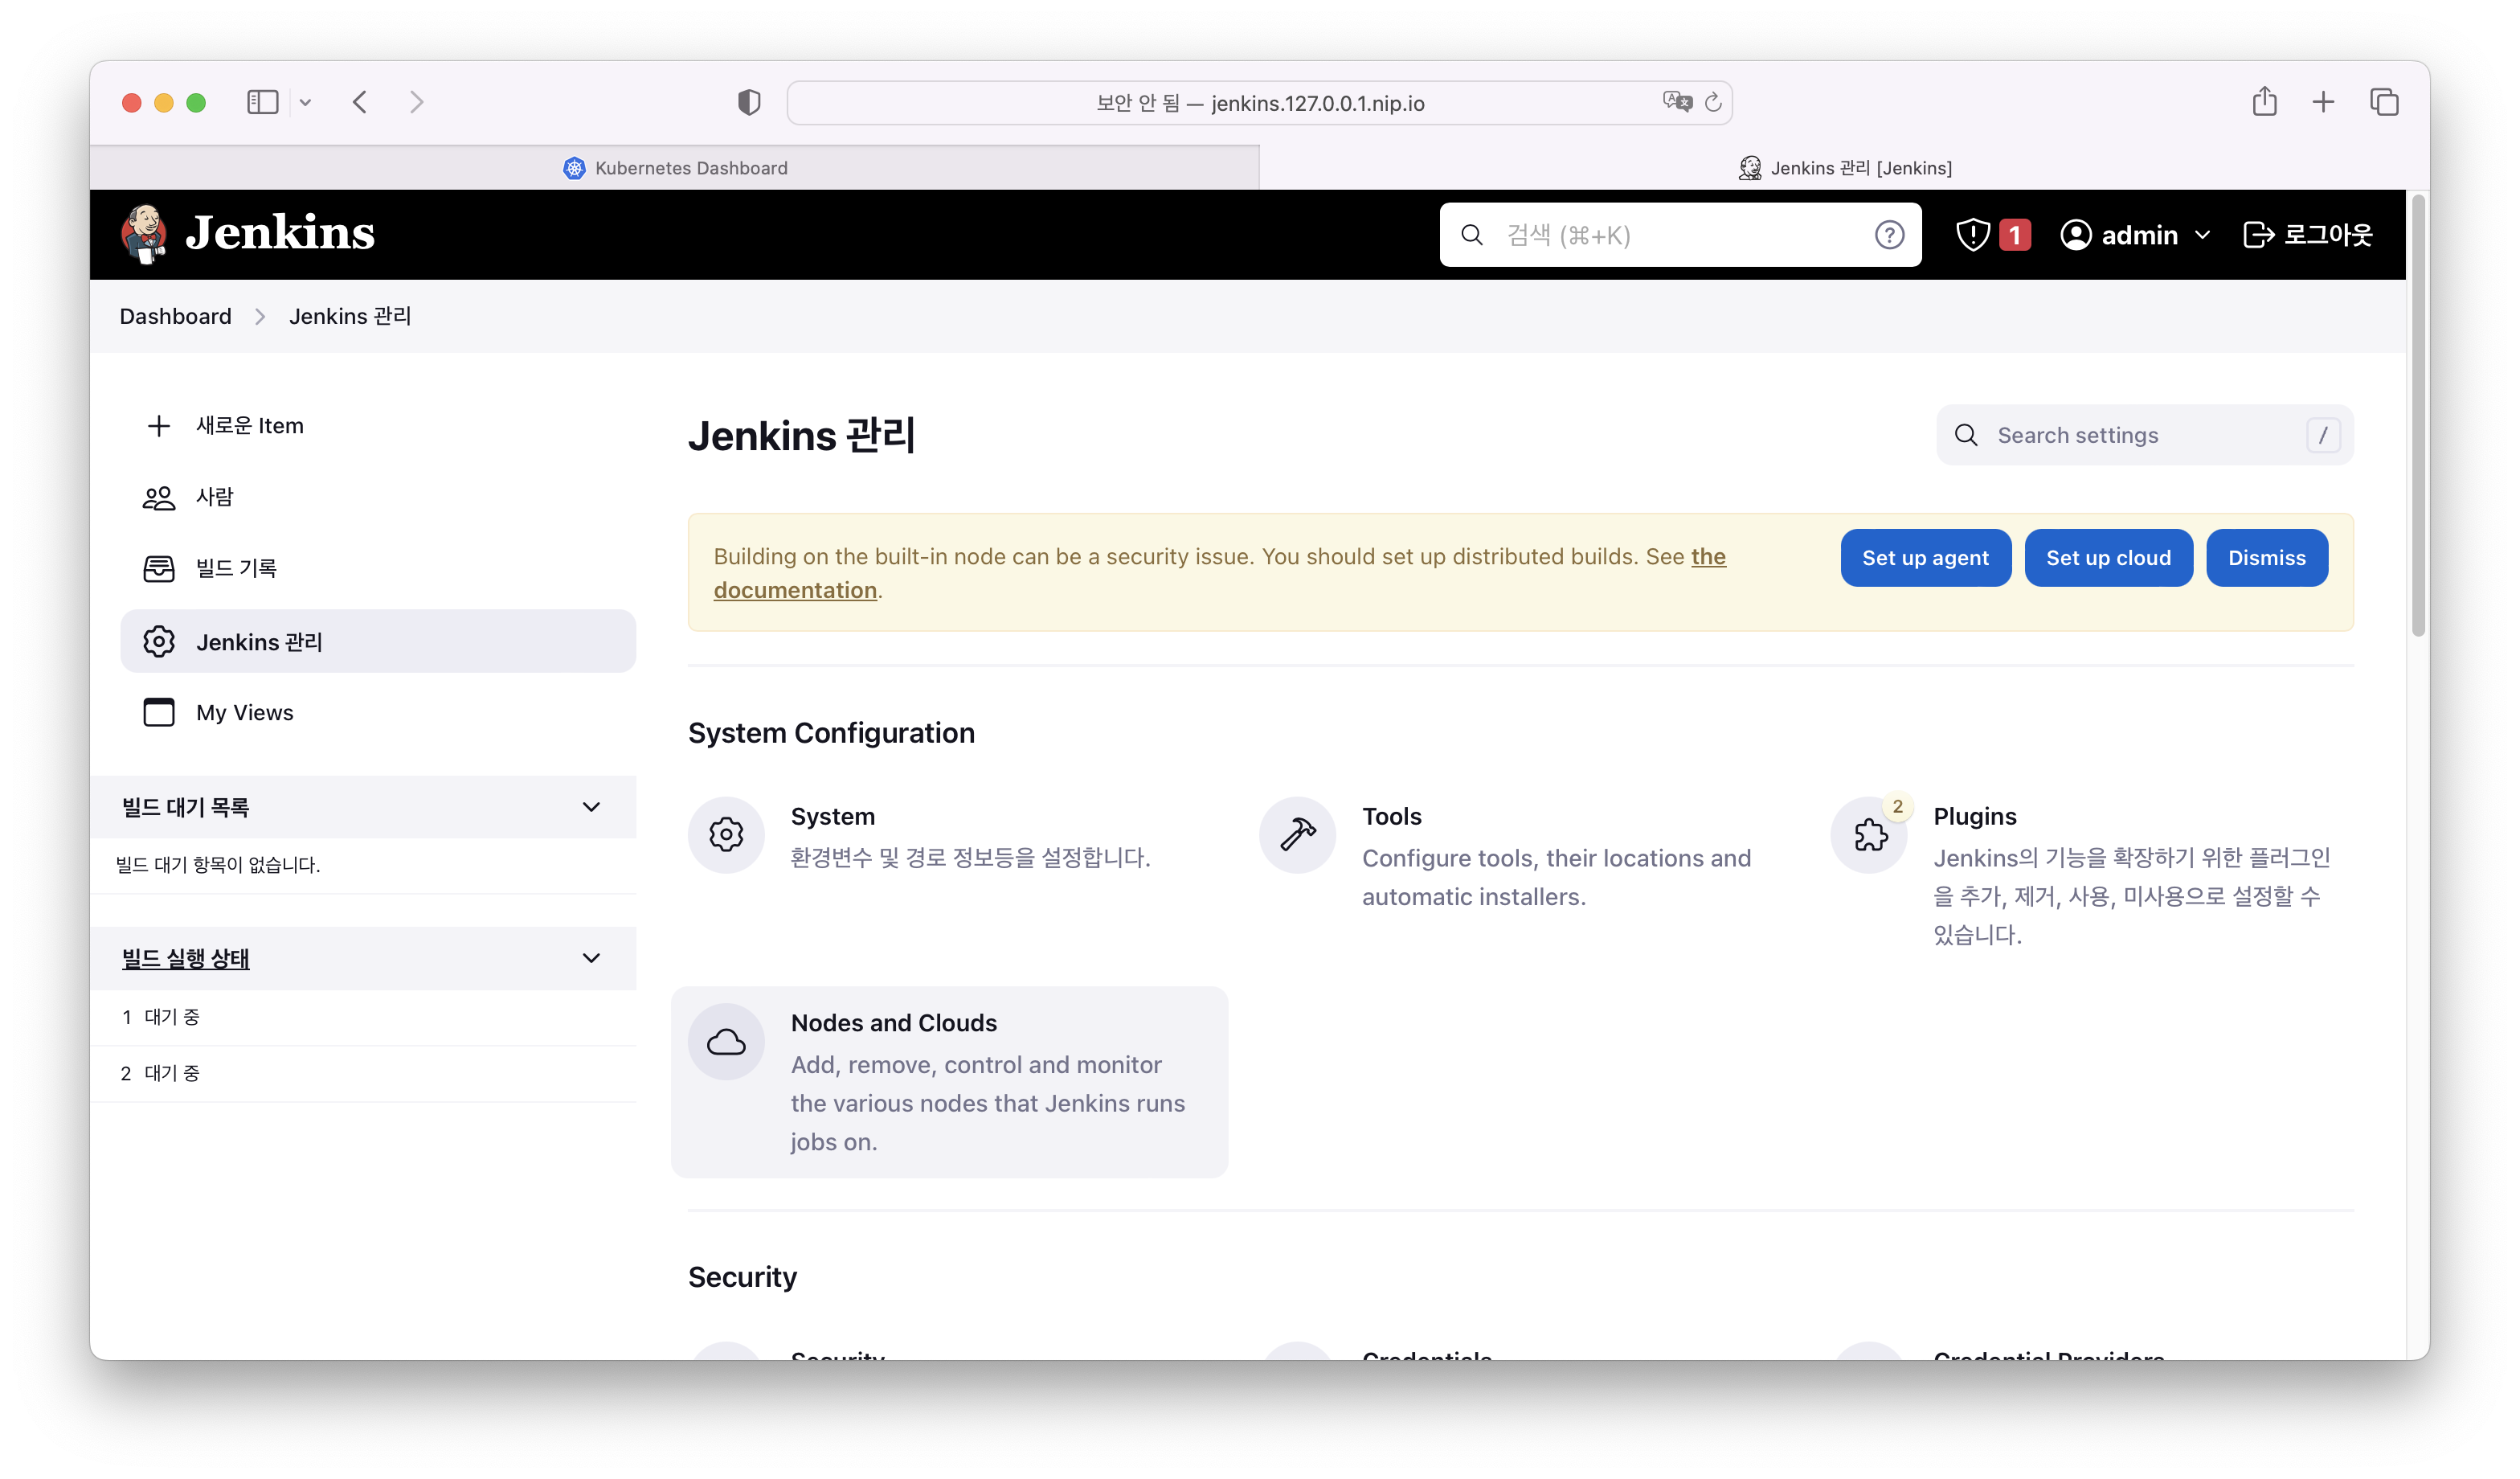 보안 안 됨 — jenkins.127.0.0.1.nip.io
Kubernetes Dashboard
Jenkins 관리 [Jenkins]
Jenkins
검색 (⌘+K)
?
1
admin
로그아웃
Dashboard
Jenkins 관리
새로운 Item
사람
빌드 기록
Jenkins 관리
My Views
빌드 대기 목록
빌드 대기 항목이 없습니다.
빌드 실행 상태
1 대기 중
2 대기 중
Jenkins 관리
Search settings
/
Building on the built-in node can be a security issue. You should set up distributed builds. See the
documentation.
Set up agent
Set up cloud
Dismiss
System Configuration
System
환경변수 및 경로 정보등을 설정합니다.
Tools
Configure tools, their locations and
automatic installers.
2
Plugins
Jenkins의 기능을 확장하기 위한 플러그인
을 추가, 제거, 사용, 미사용으로 설정할 수
있습니다.
Nodes and Clouds
Add, remove, control and monitor
the various nodes that Jenkins runs
jobs on.
Security
Security
Credentials
Credential Providers